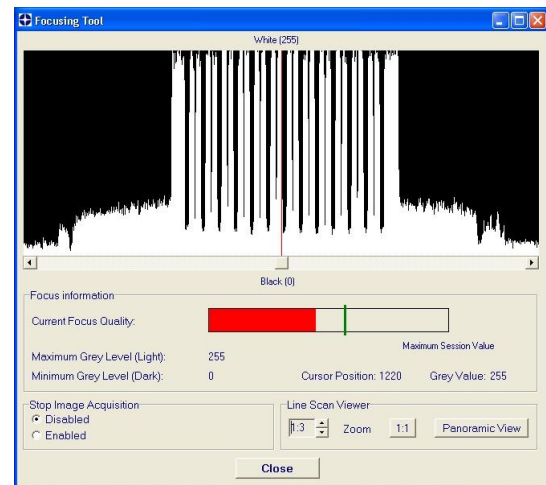 Focusing Tool
White (255)
Black (0)
Focus information
Current Focus Quality:
Maximum Session Value
Maximum Grey Level (Light): 255
Minimum Grey Level (Dark): 0 Cursor Position: 1220 Grey Value: 255
Stop Image Acquisition Line Scan Viewer
Disabled
Enabled
1:3 Zoom 1:1 Panoramic View
Close